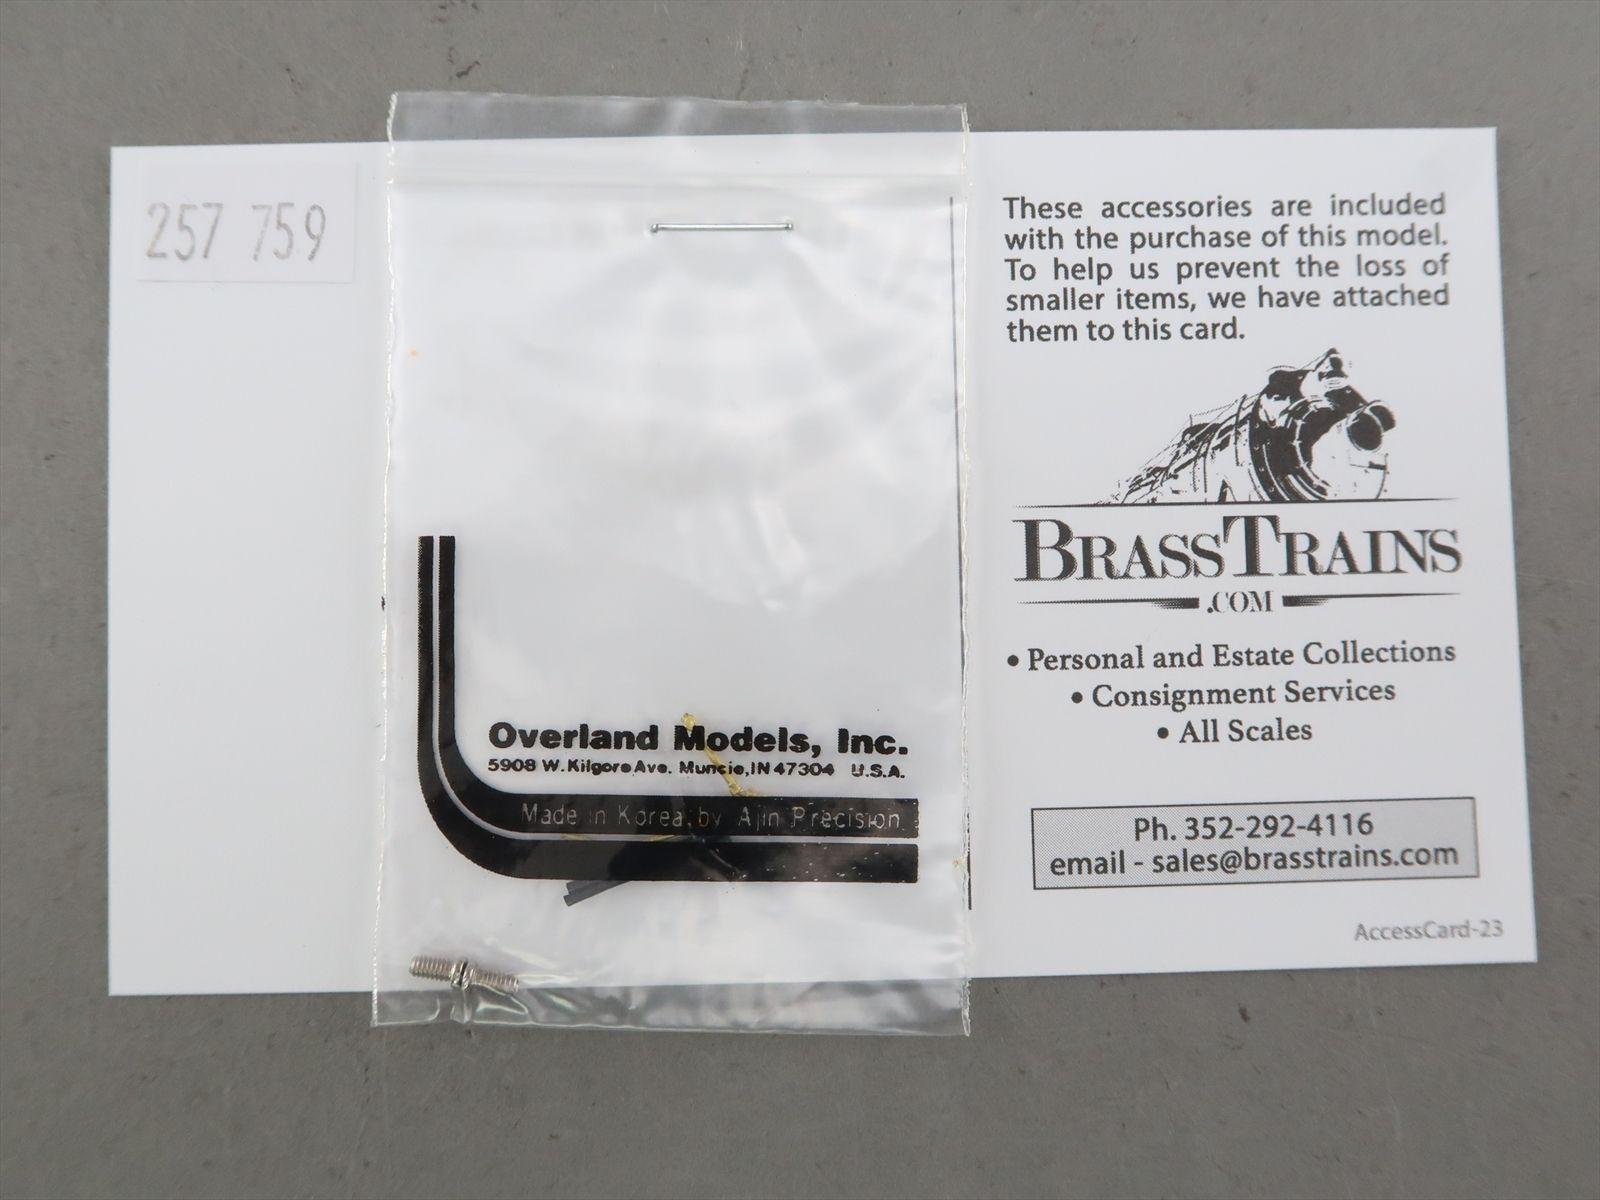 257 759
These accessories are included
with the purchase of this model.
To help us prevent the loss of
smaller items, we have attached
them to this card.
BRASSTRAINS
.COM
• Personal and Estate Collections
• Consignment Services
• All Scales
Ph. 352-292-4116
email - sales@brasstrains.com
AccessCard-23
Overland Models, Inc.
5908 W. Kilgore Ave. Muncie, IN 47304 U.S.A.
Made in Korea by Ajin Precision